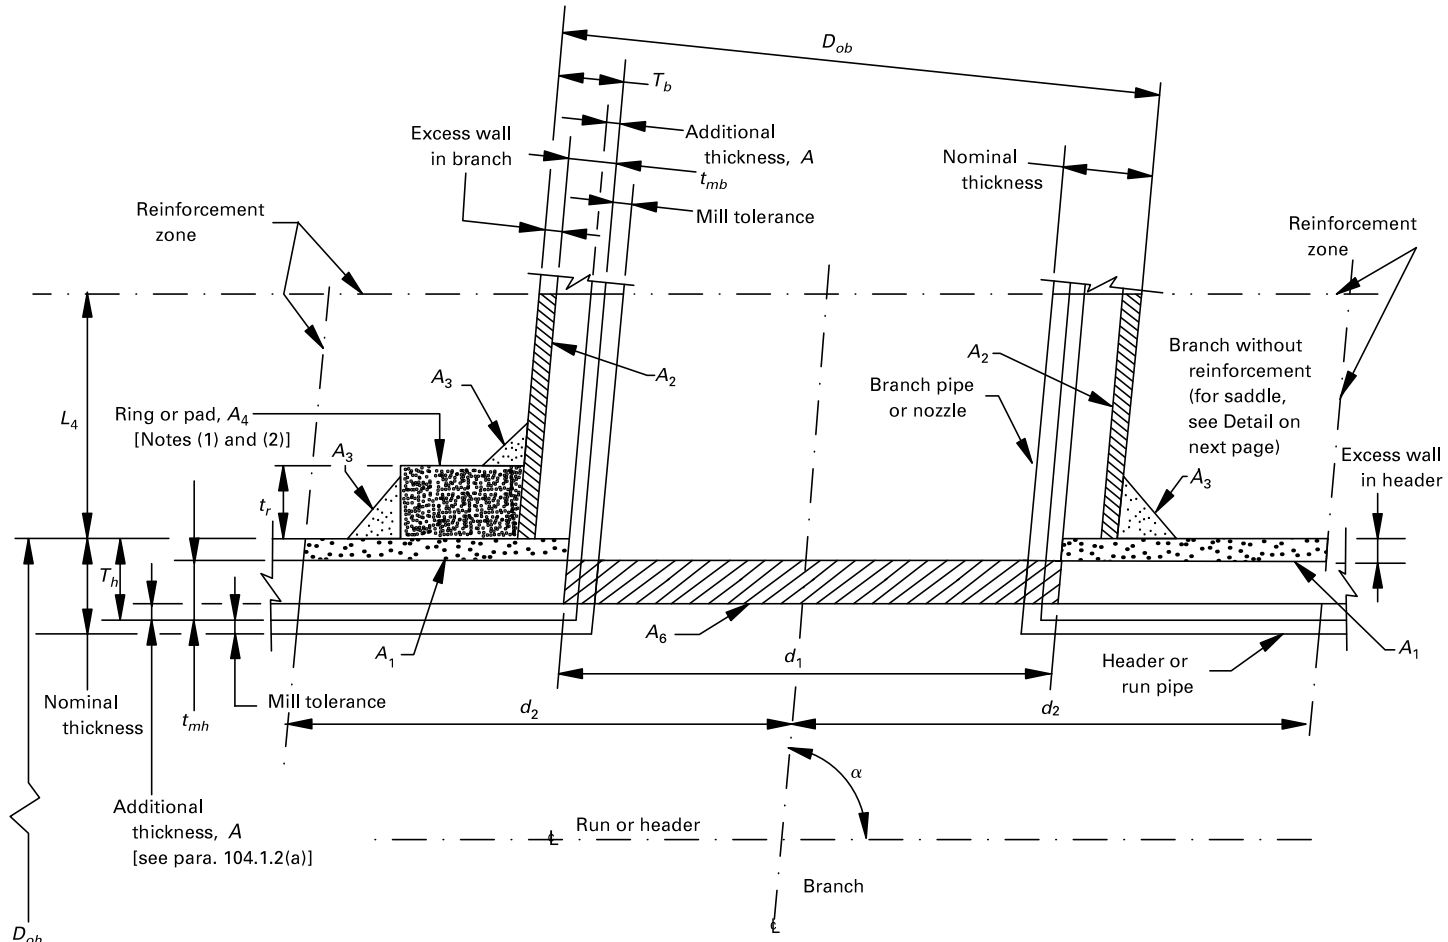 D_ob
T_b
Additional
thickness, A
Excess wall
in branch
t_mb
Nominal
thickness
Mill tolerance
Reinforcement
zone
Reinforcement
zone
A_2
A_2
Branch without
reinforcement
(for saddle,
see Detail on
next page)
Branch pipe
or nozzle
A_3
L_4
Ring or pad, A_4
[Notes (1) and (2)]
A_3
A_3
Excess wall
in header
t_r
T_h
A_6
A_1
A_1
d_1
Header or
run pipe
Nominal
thickness
t_mh
Mill tolerance
d_2
d_2
α
Additional
thickness, A
[see para. 104.1.2(a)]
℄
Run or header
Branch
℄
D_oh